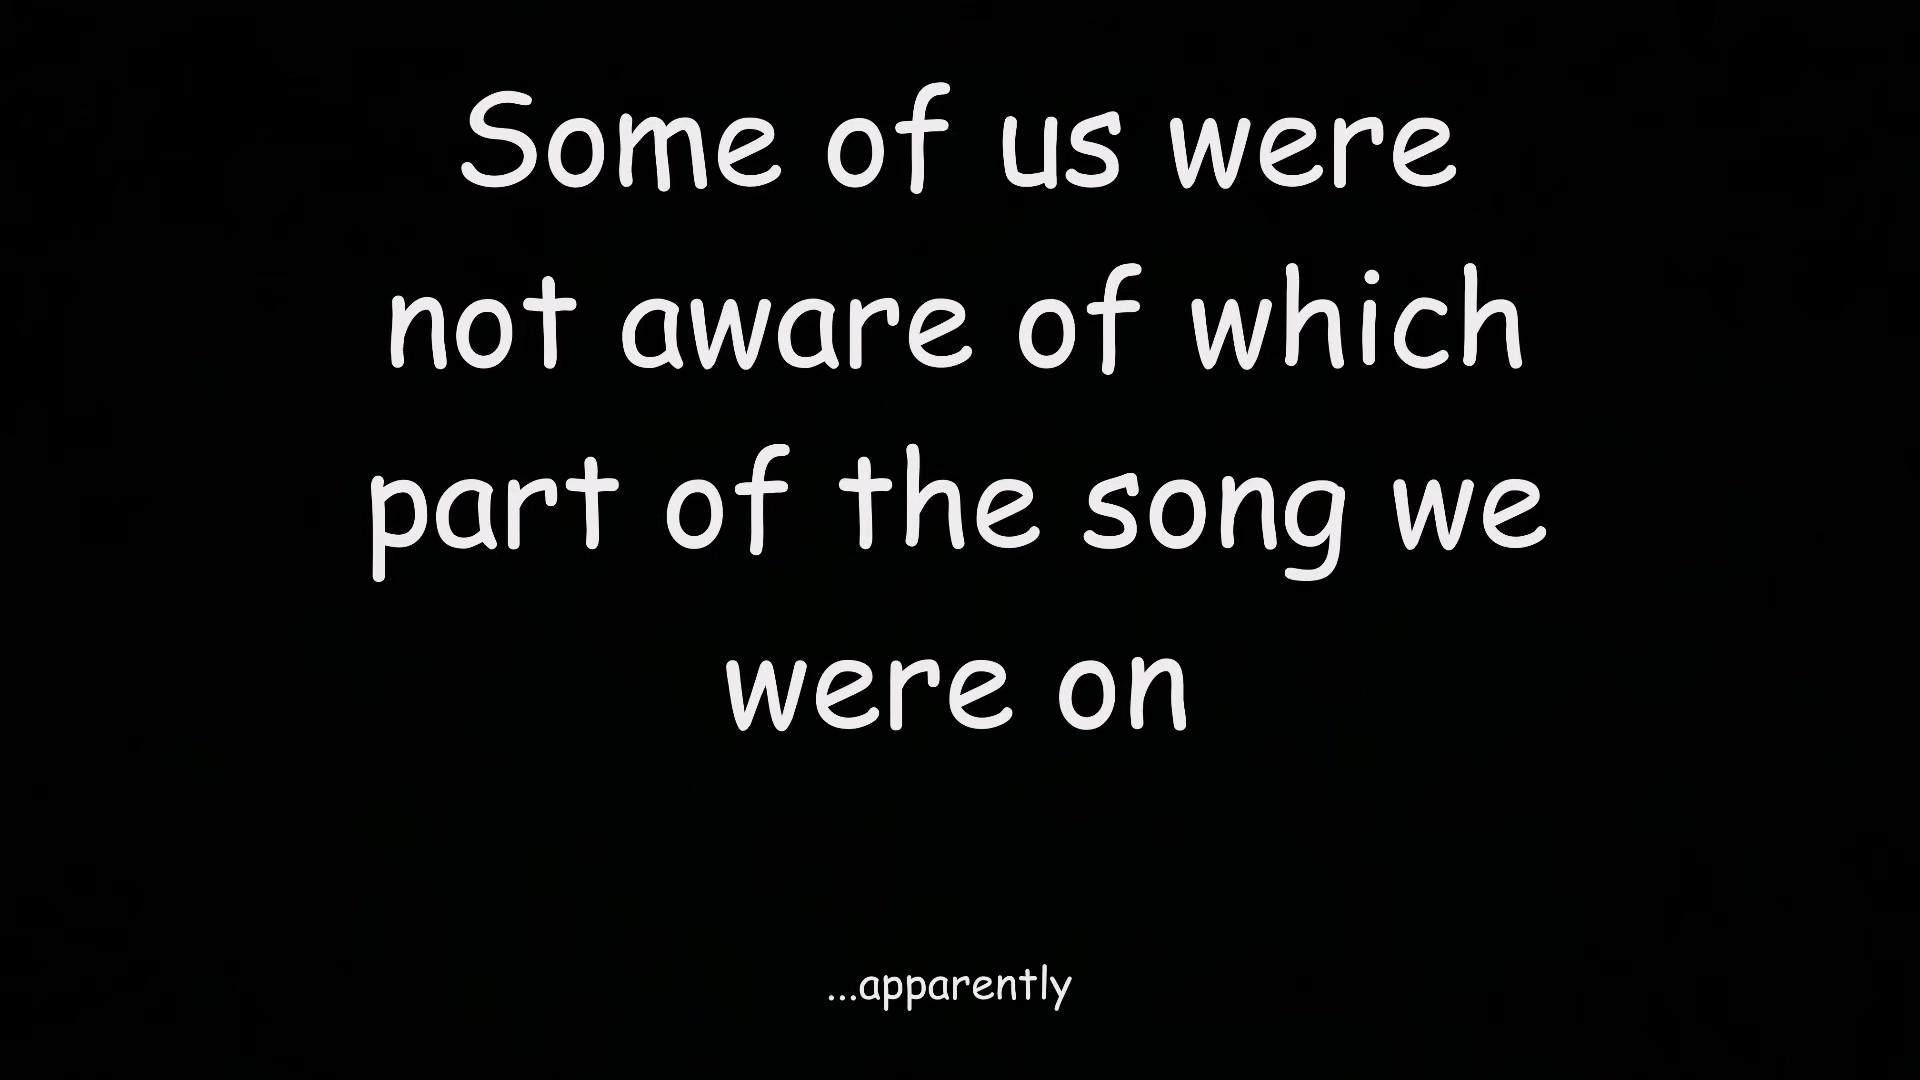 Some of us were
not aware of which
part of the song we
were on
...apparently